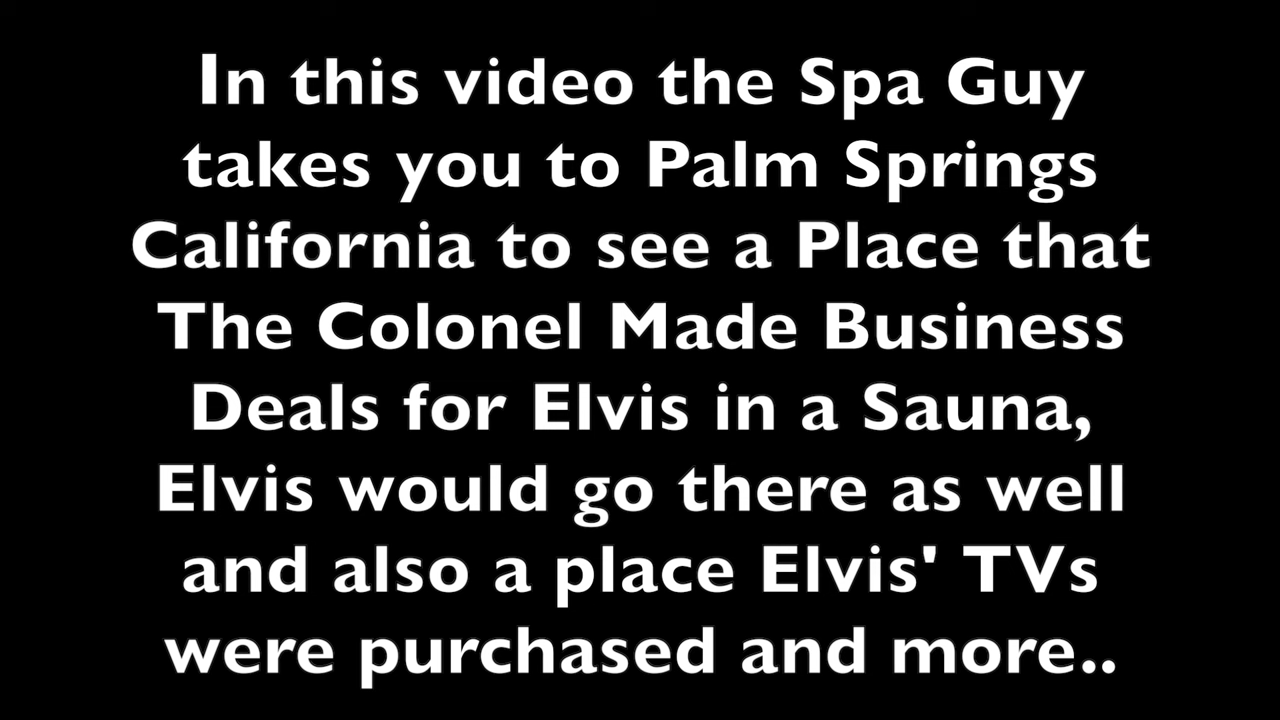 In this video the Spa Guy
takes you to Palm Springs
California to see a Place that
The Colonel Made Business
Deals for Elvis in a Sauna,
Elvis would go there as well
and also a place Elvis' TVs
were purchased and more..